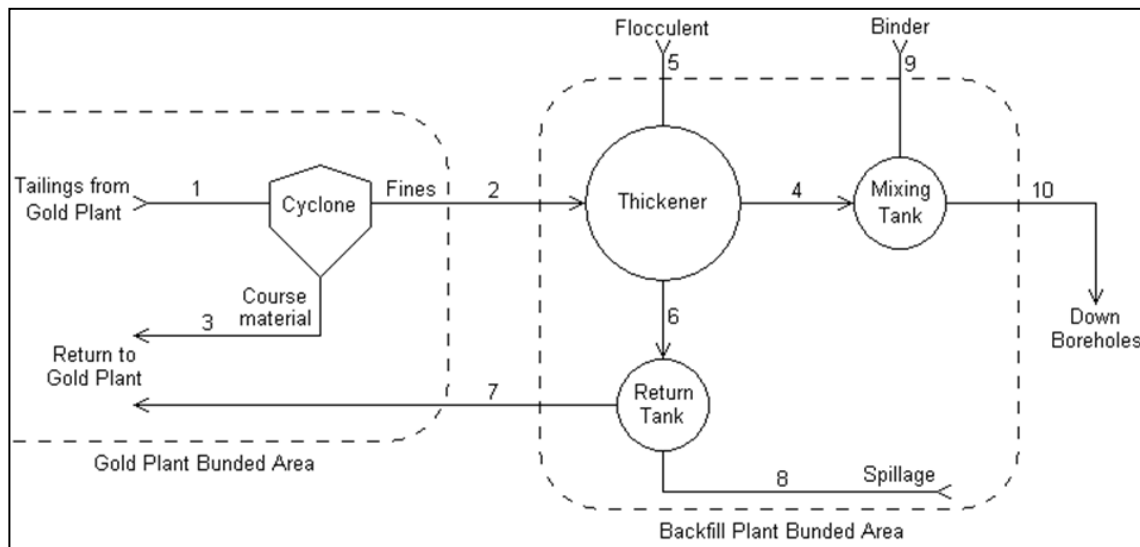 Flocculent
Binder
5
9
Tailings from
Gold Plant
1
Cyclone
Fines
2
Thickener
4
Mixing
Tank
10
Course
material
3
6
Down
Boreholes
Return to
Gold Plant
7
Return
Tank
8
Spillage
Gold Plant Bunded Area
Backfill Plant Bunded Area